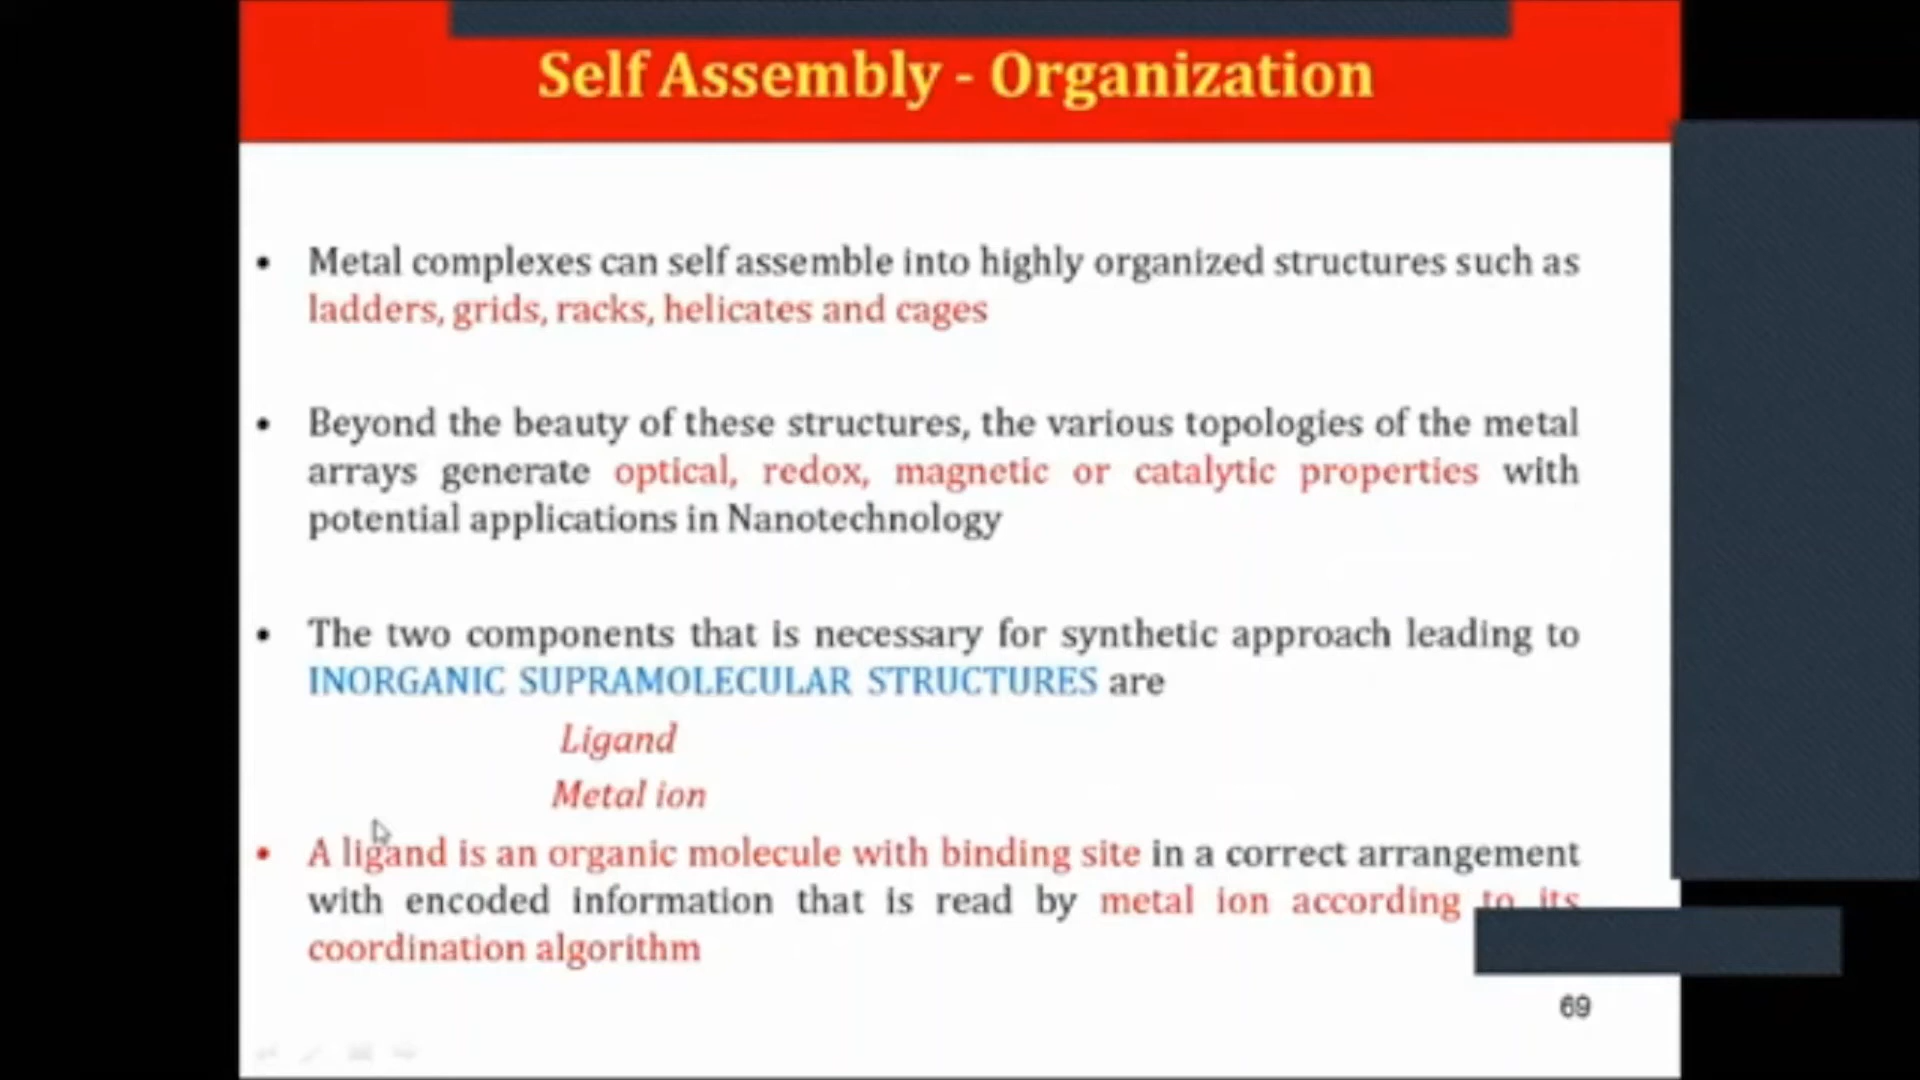 Self Assembly - Organization
• Metal complexes can self assemble into highly organized structures such as
ladders, grids, racks, helicates and cages
• Beyond the beauty of these structures, the various topologies of the metal
arrays generate optical, redox, magnetic or catalytic properties with
potential applications in Nanotechnology
• The two components that is necessary for synthetic approach leading to
INORGANIC SUPRAMOLECULAR STRUCTURES are
Ligand
Metal ion
• A ligand is an organic molecule with binding site in a correct arrangement
with encoded information that is read by metal ion according to its
coordination algorithm
69